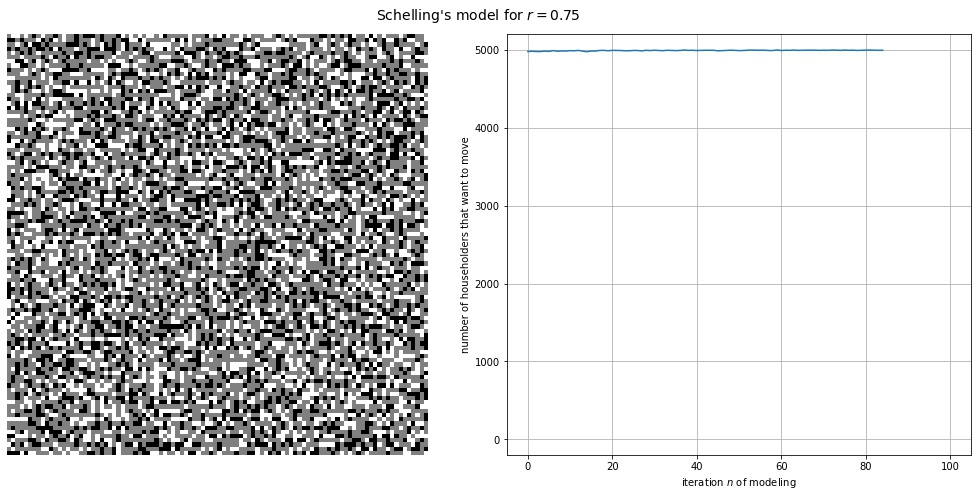 Schelling's model for r = 0.75
5000
4000
3000
2000
1000
0
number of householders that want to move
0 20 40 60 80 100
iteration n of modeling